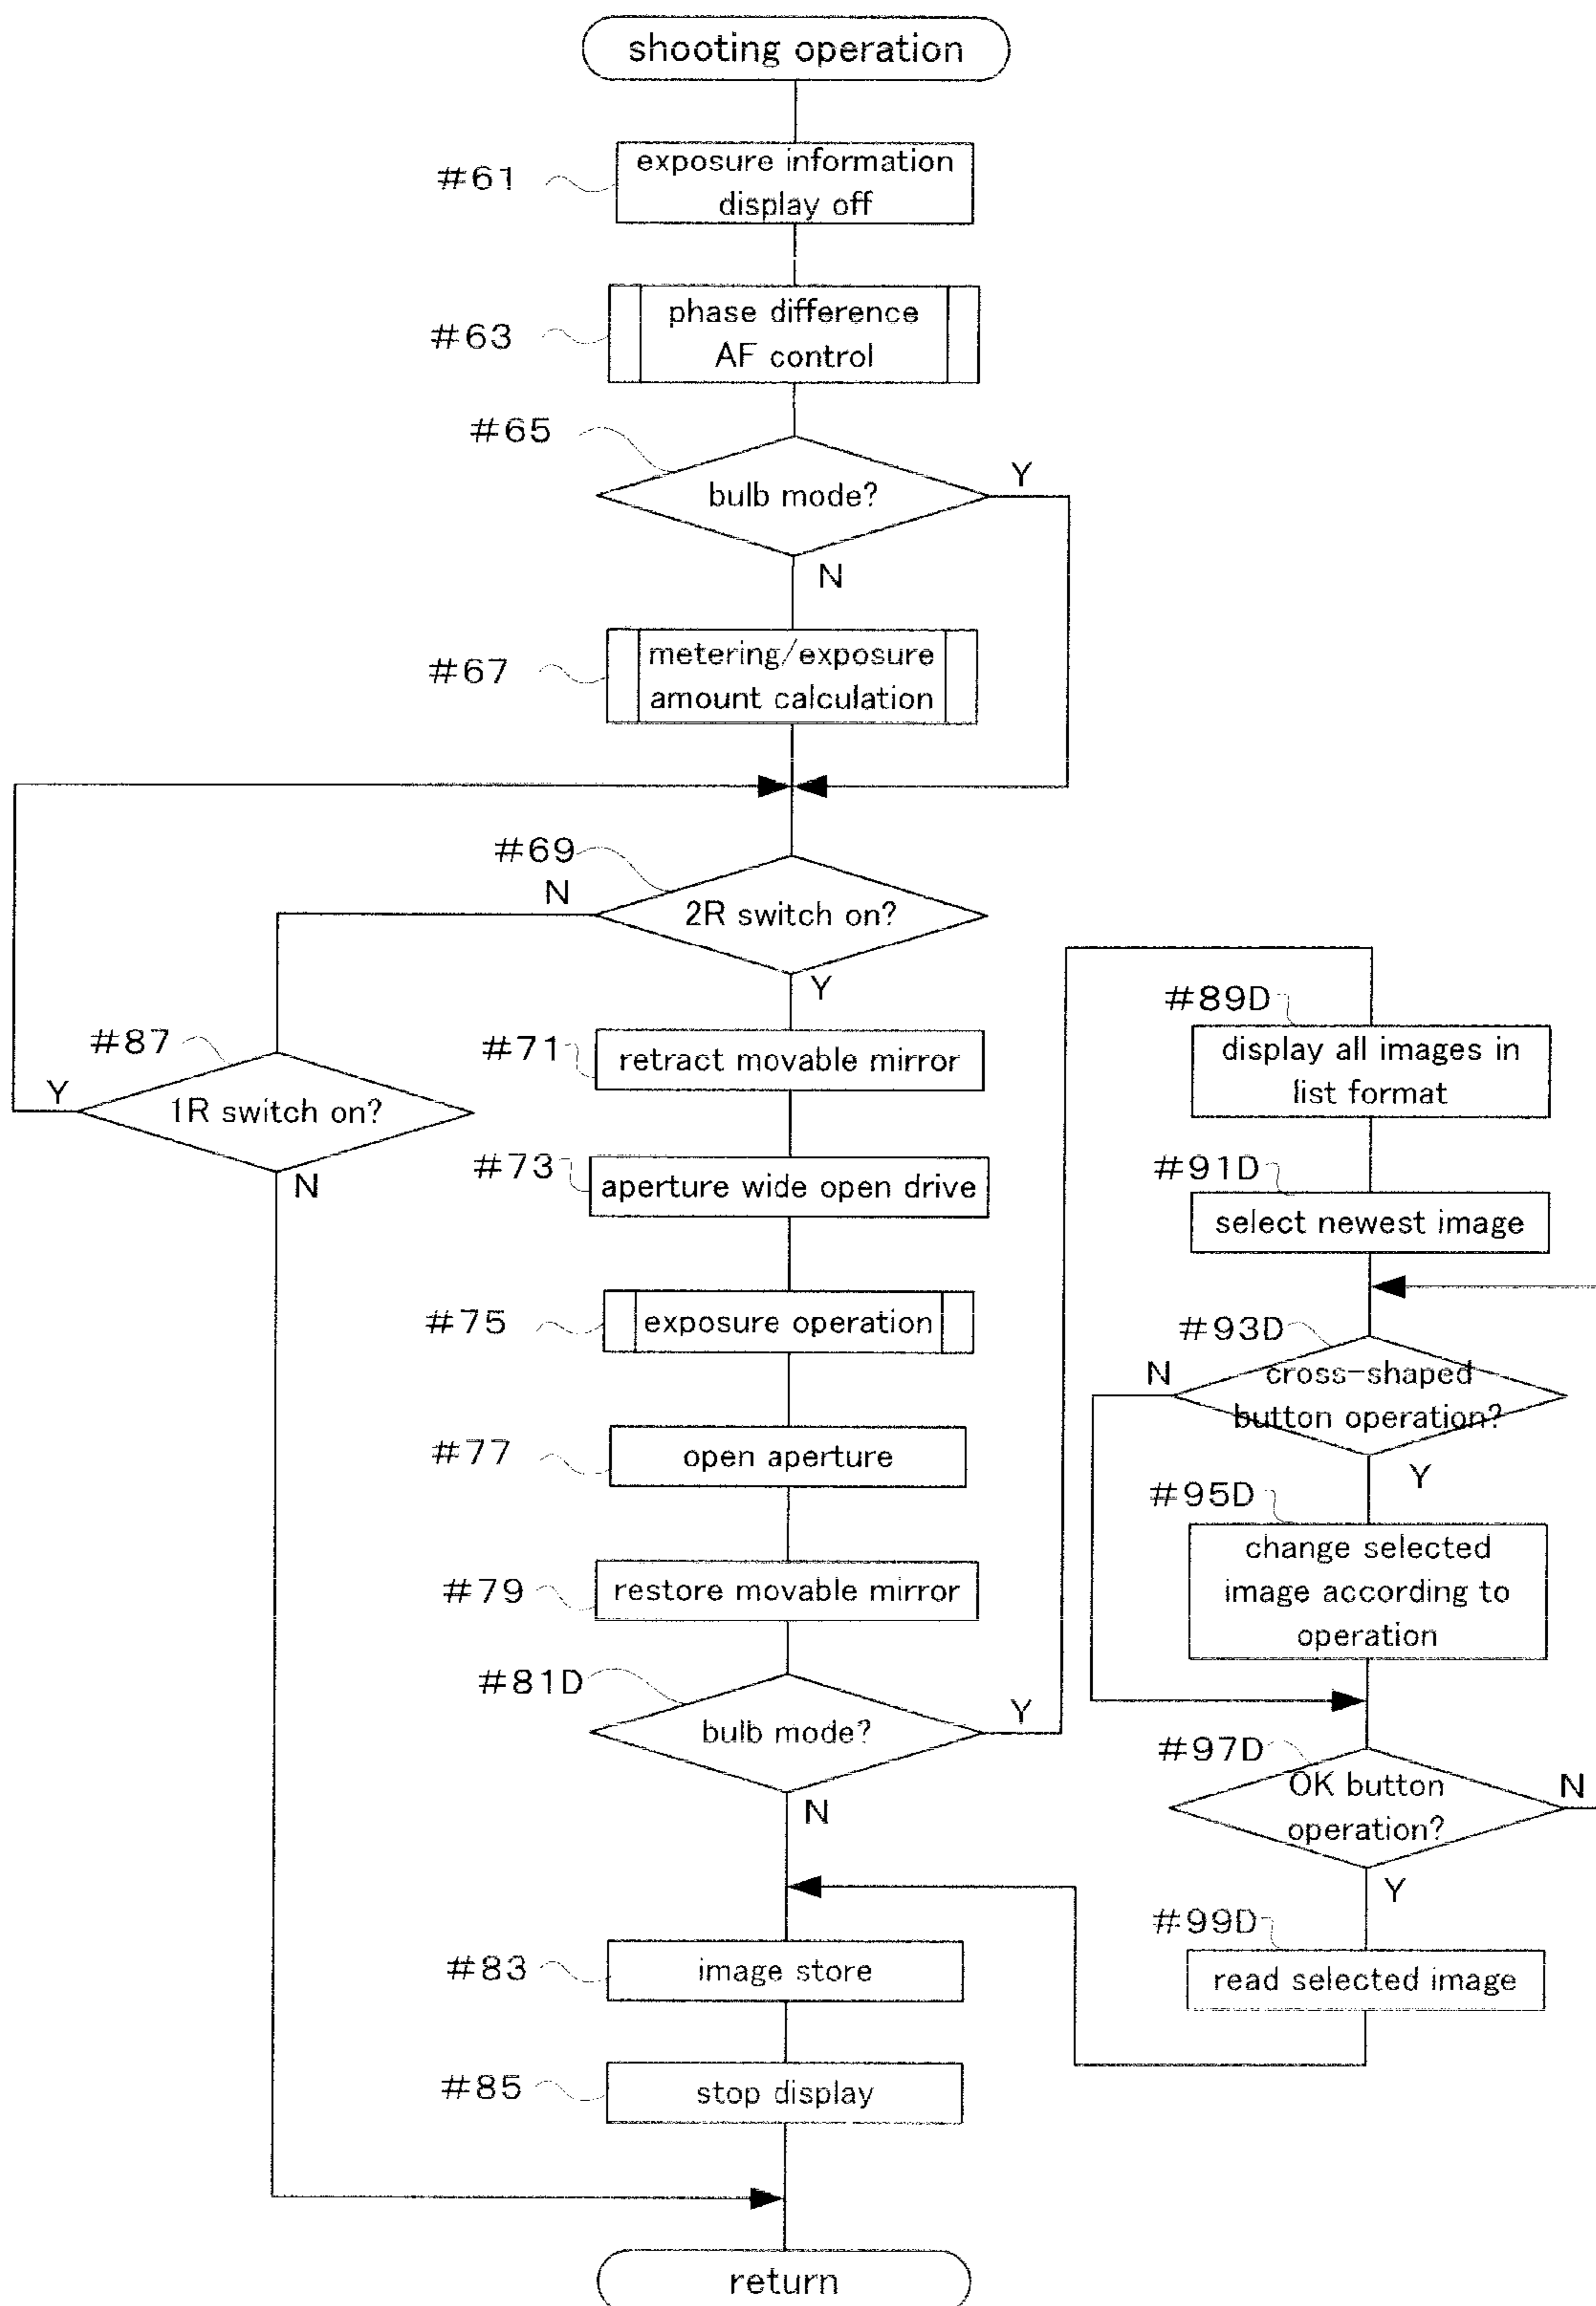 shooting operation
#61
exposure information
display off
#63
phase difference
AF control
#65
bulb mode?
Y
N
#67
metering/exposure
amount calculation
#69
N
2R switch on?
Y
#87
Y
1R switch on?
N
#71
retract movable mirror
#73
aperture wide open drive
#75
exposure operation
#77
open aperture
#79
restore movable mirror
#81D
bulb mode?
Y
N
#89D
display all images in
list format
#91D
select newest image
#93D
N
cross-shaped
button operation?
Y
#95D
change selected
image according to
operation
#97D
OK button
operation?
N
Y
#99D
read selected image
#83
image store
#85
stop display
return